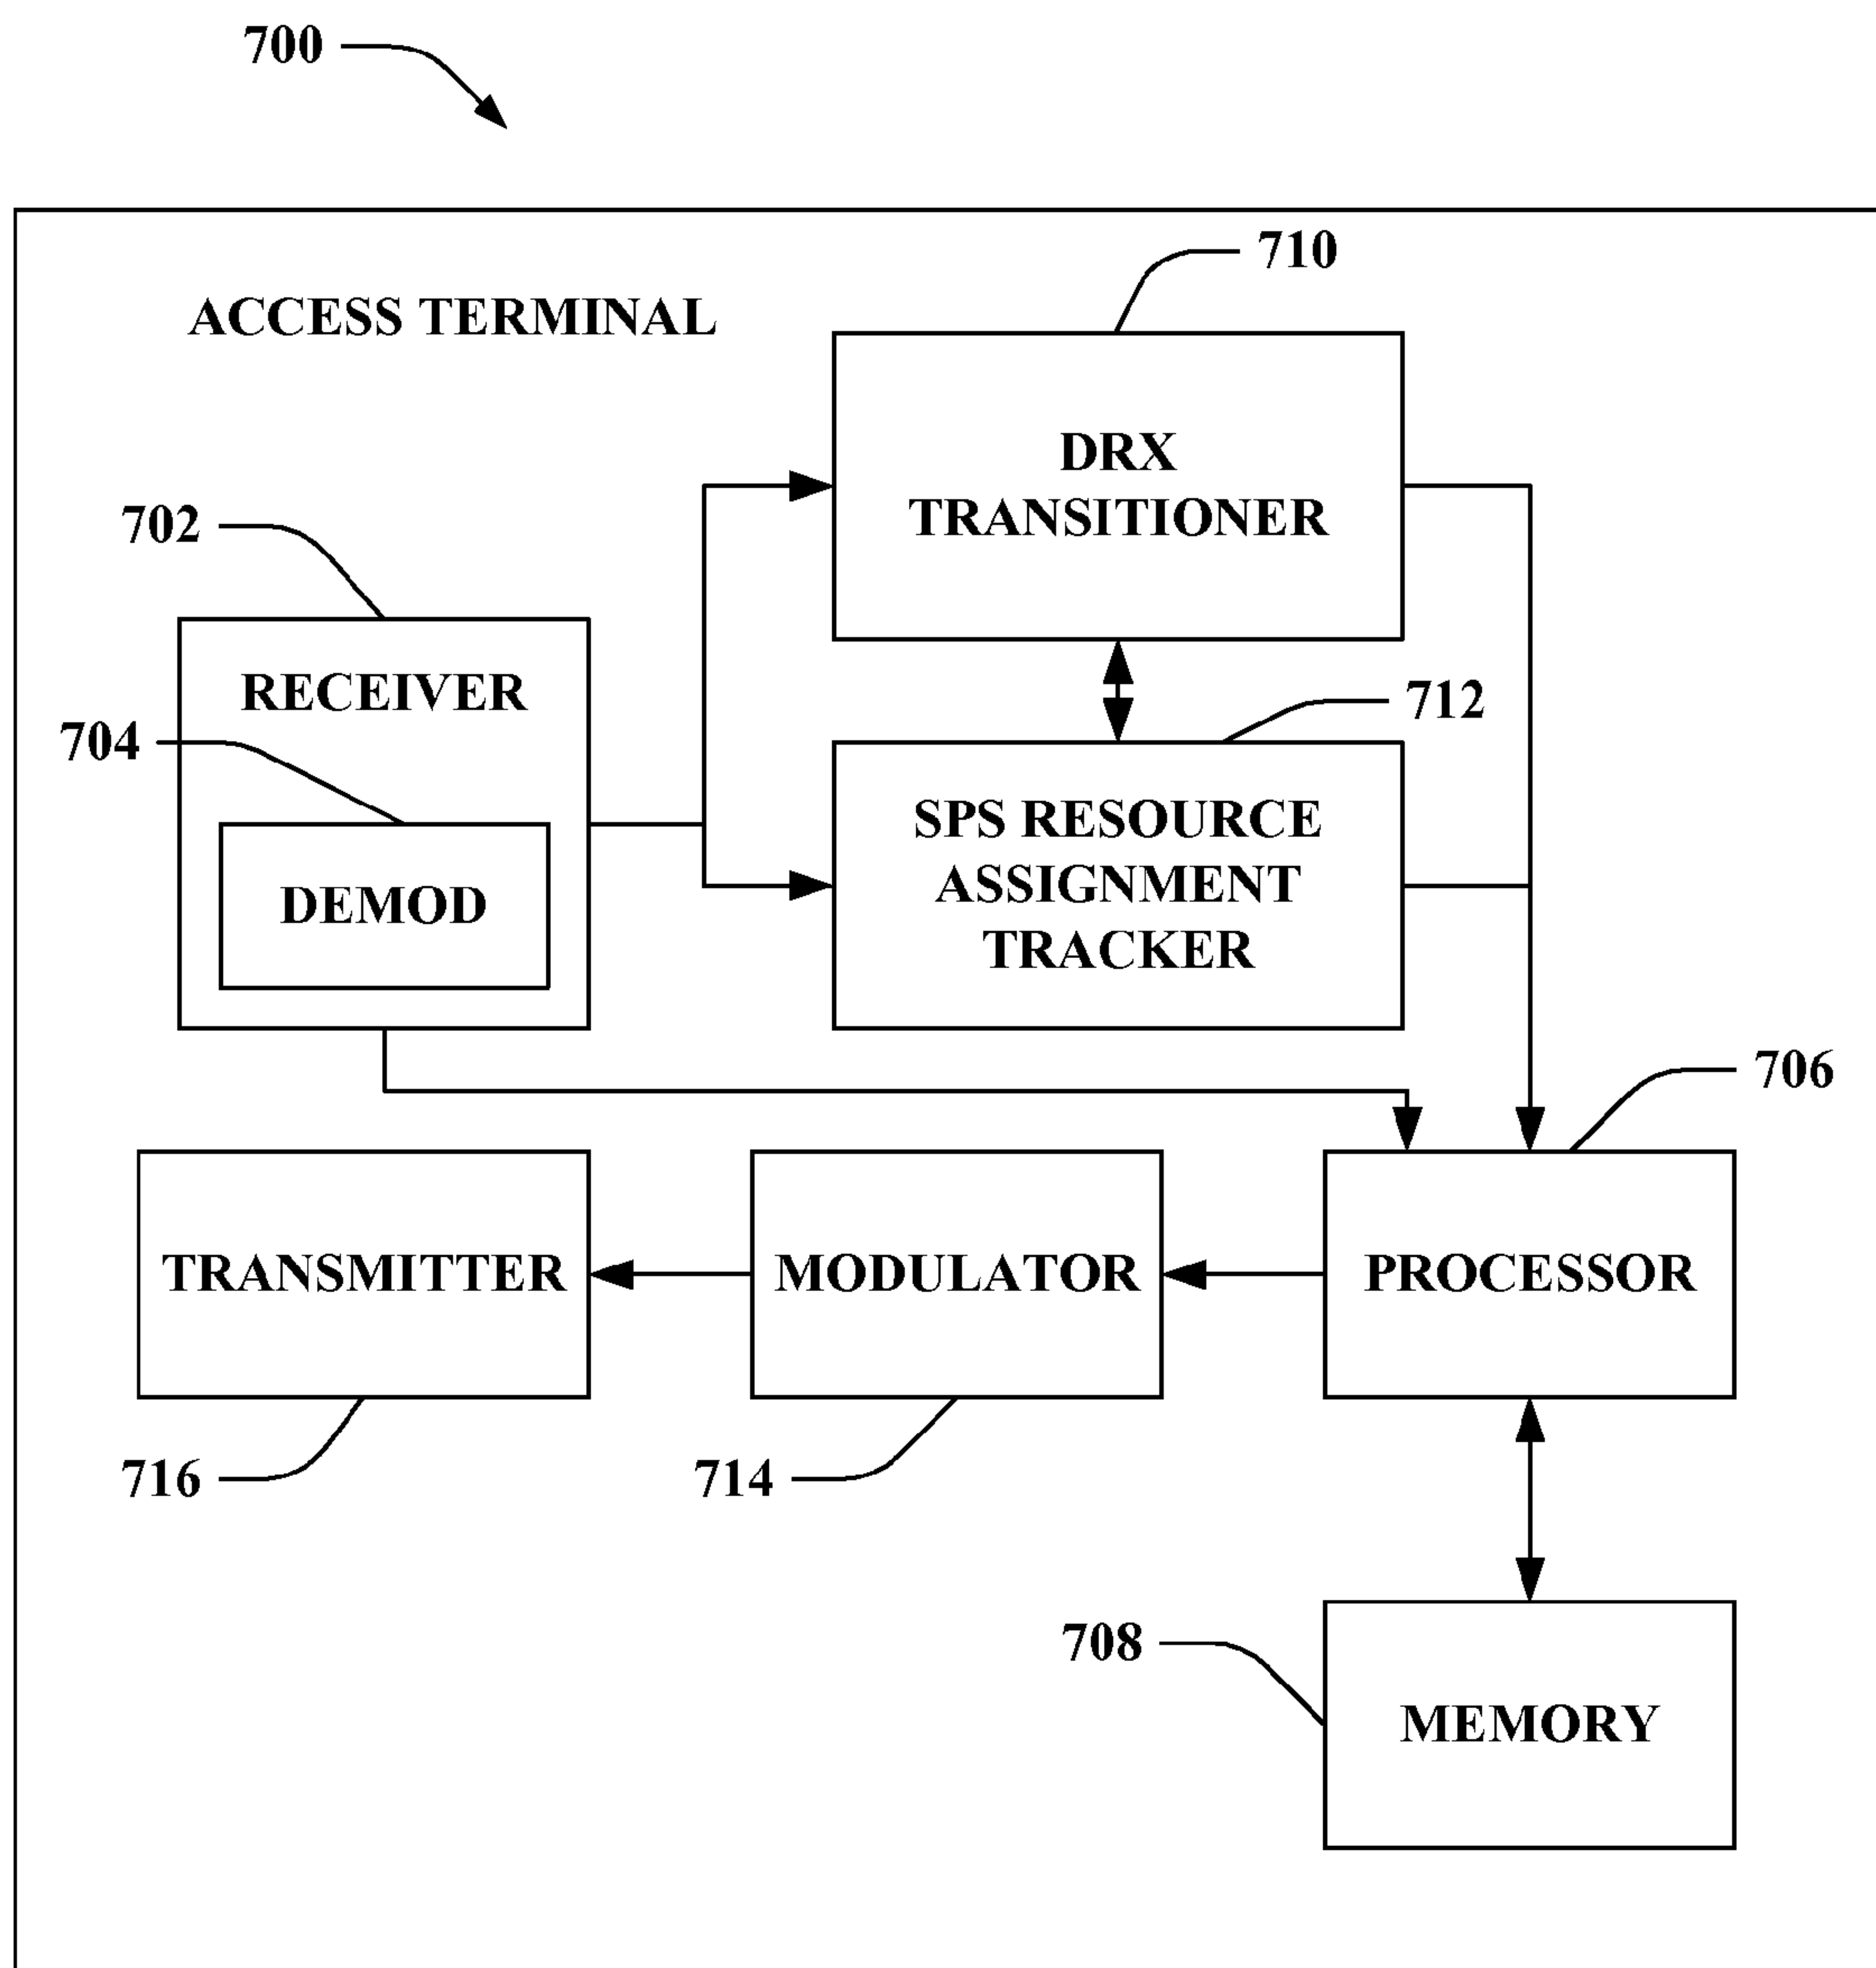 700
710
ACCESS TERMINAL
DRX
TRANSITIONER
702
RECEIVER
712
704
SPS RESOURCE
ASSIGNMENT
TRACKER
DEMOD
706
TRANSMITTER
MODULATOR
PROCESSOR
716
714
708
MEMORY